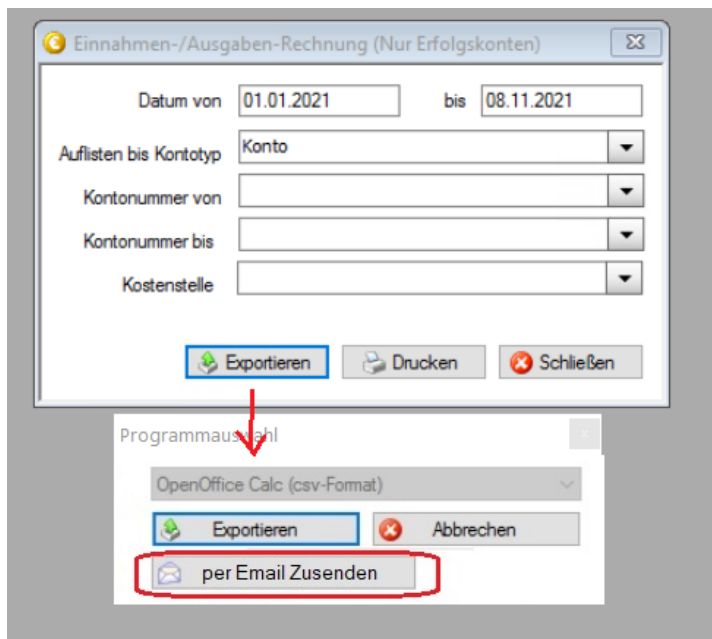 Einnahmen-/Ausgaben-Rechnung (Nur Erfolgskonten)
Datum von 01.01.2021 bis 08.11.2021
Auflisten bis Kontotyp Konto
Kontonummer von
Kontonummer bis
Kostenstelle
Exportieren Drucken Schließen
Programmauswahl
OpenOffice Calc (csv-Format)
Exportieren Abbrechen
per Email Zusenden